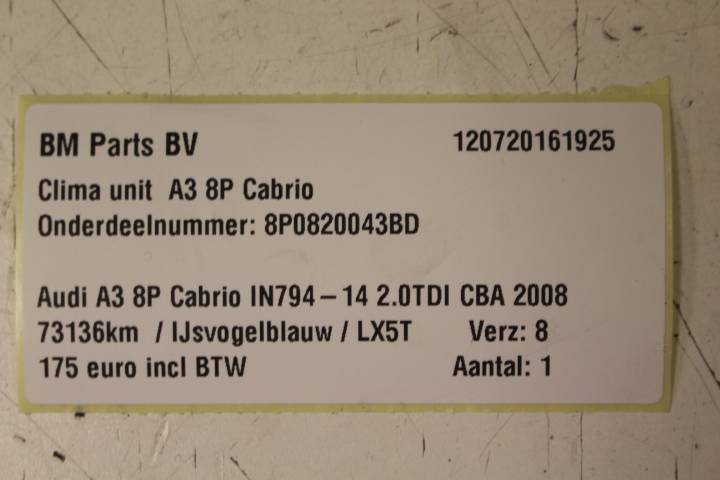 BM Parts BV 120720161925
Clima unit A3 8P Cabrio
Onderdeelnummer: 8P0820043BD
Audi A3 8P Cabrio IN794-14 2.0TDI CBA 2008
73136km / IJsvogelblauw / LX5T Verz: 8
175 euro incl BTW Aantal: 1